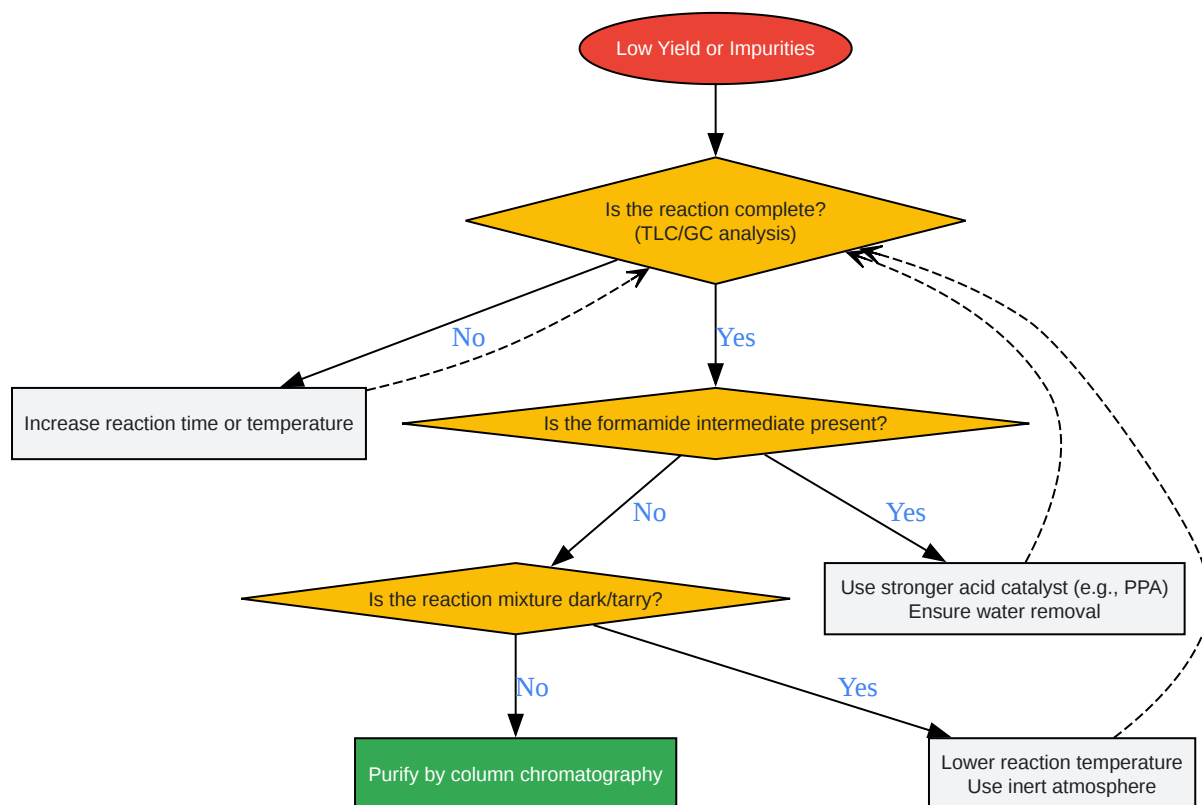 Low Yield or Impurities
Is the reaction complete?
(TLC/GC analysis)
No
Yes
Increase reaction time or temperature
Is the formamide intermediate present?
No
Yes
Is the reaction mixture dark/tarry?
Use stronger acid catalyst (e.g., PPA)
Ensure water removal
No
Yes
Purify by column chromatography
Lower reaction temperature
Use inert atmosphere